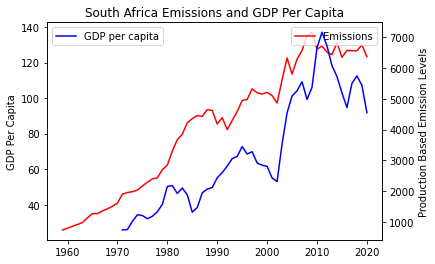 South Africa Emissions and GDP Per Capita
GDP per capita
Emissions
GDP Per Capita
140
120
100
80
60
40
7000
6000
5000
4000
3000
2000
1000
Production Based Emission Levels
1960 1970 1980 1990 2000 2010 2020